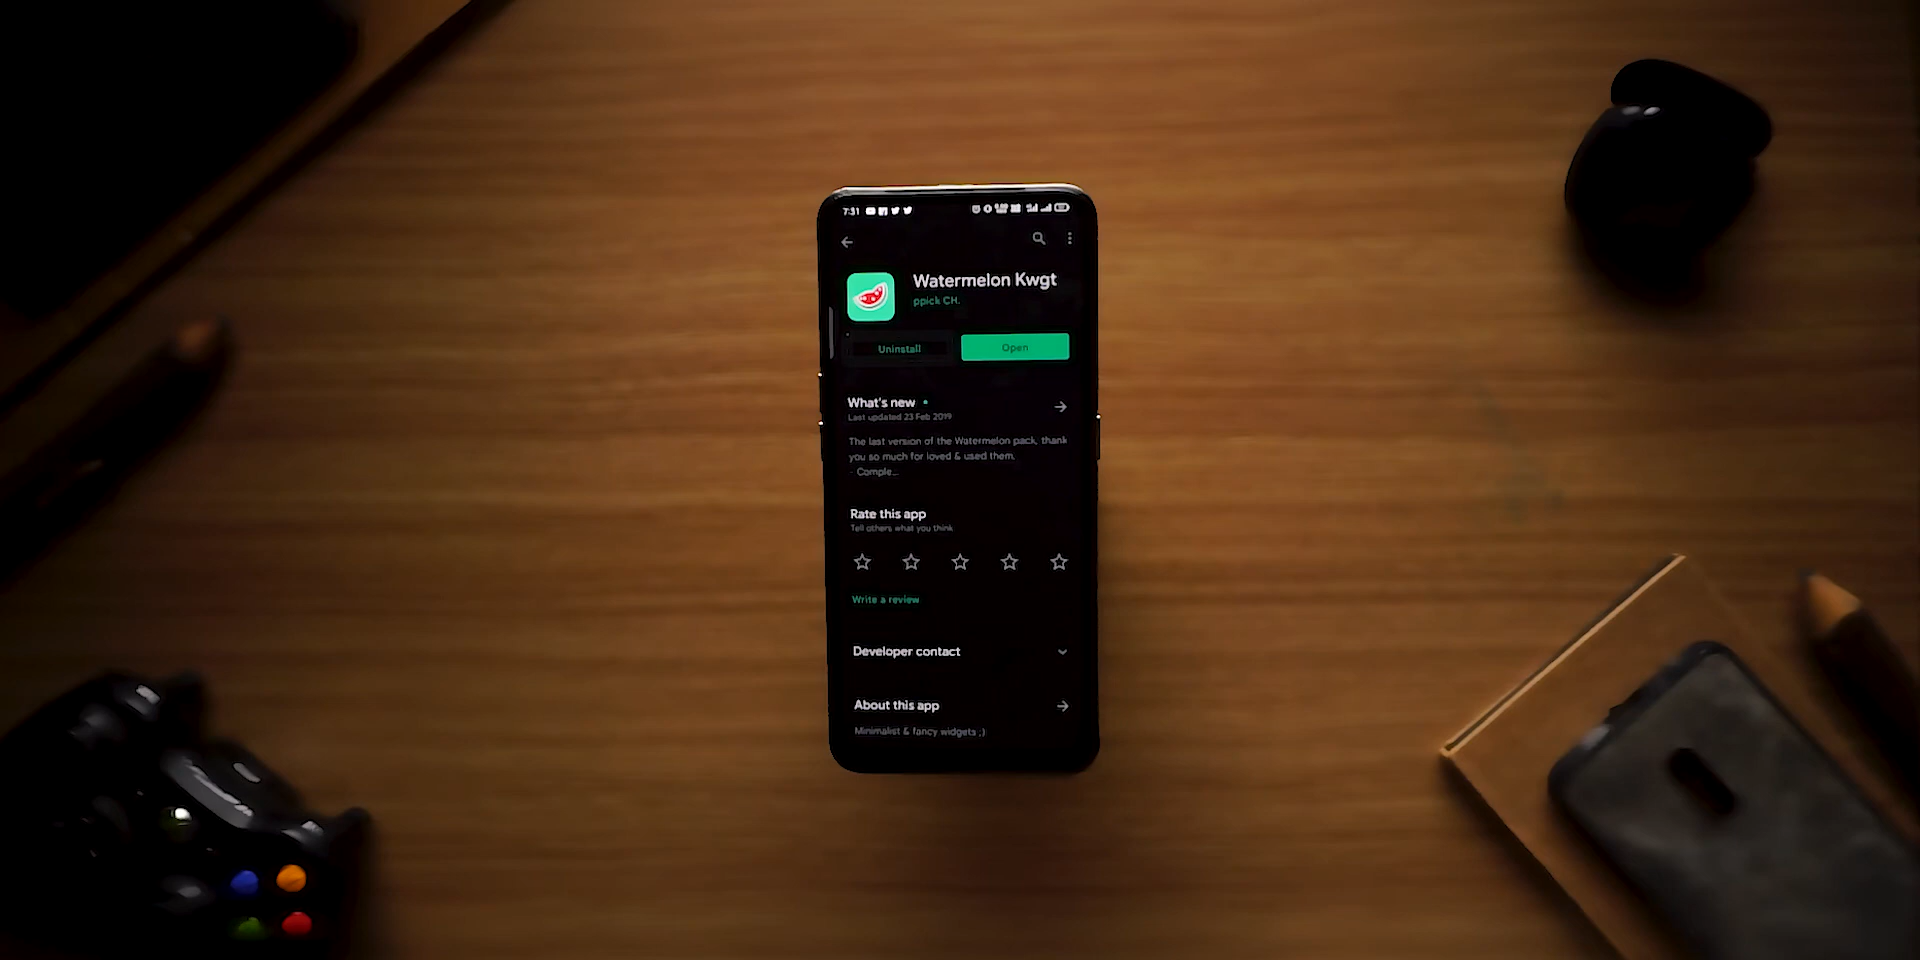 7:31
Watermelon Kwgt
ppick CH.
Uninstall
Open
What's new
Last updated 23 Feb 2019
The last version of the Watermelon pack, thank
you so much for loved & used them.
- Comple...
Rate this app
Tell others what you think
Write a review
Developer contact
About this app
Minimalist & fancy widgets ;)